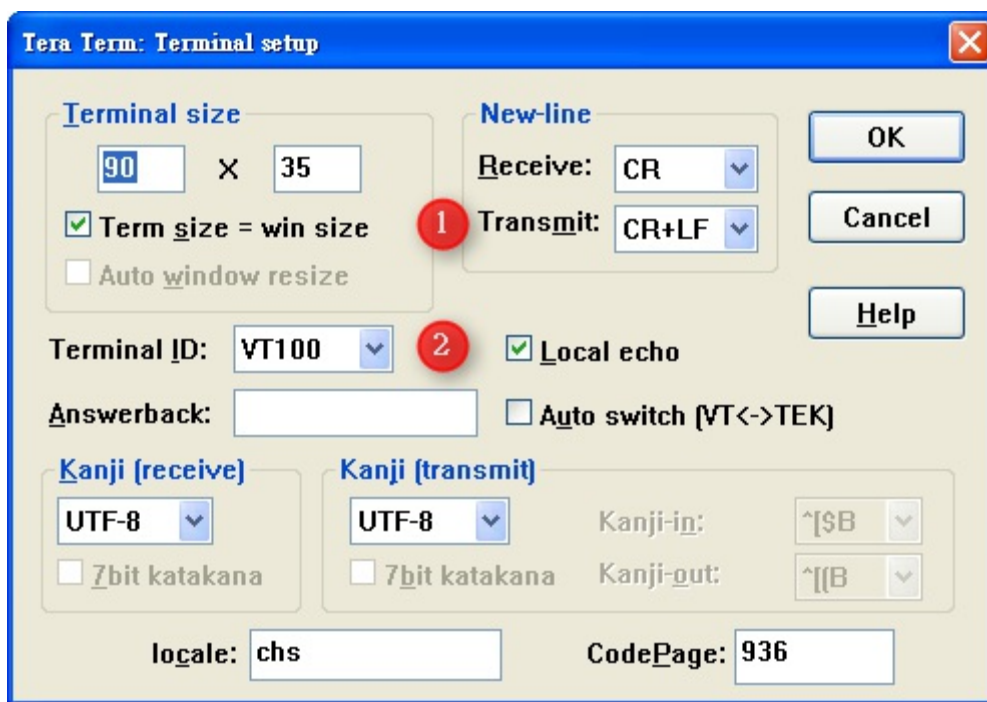 Tera Term: Terminal setup
Terminal size
90 X 35
Term size = win size
Auto window resize
New-line
Receive: CR
1 Transmit: CR+LF
OK
Cancel
Help
Terminal ID: VT100
2 Local echo
Answerback:
Auto switch (VT<->TEK)
Kanji (receive)
UTF-8
7bit katakana
Kanji (transmit)
UTF-8
7bit katakana
Kanji-in: ^[$B
Kanji-out: ^[(B
locale: chs
CodePage: 936